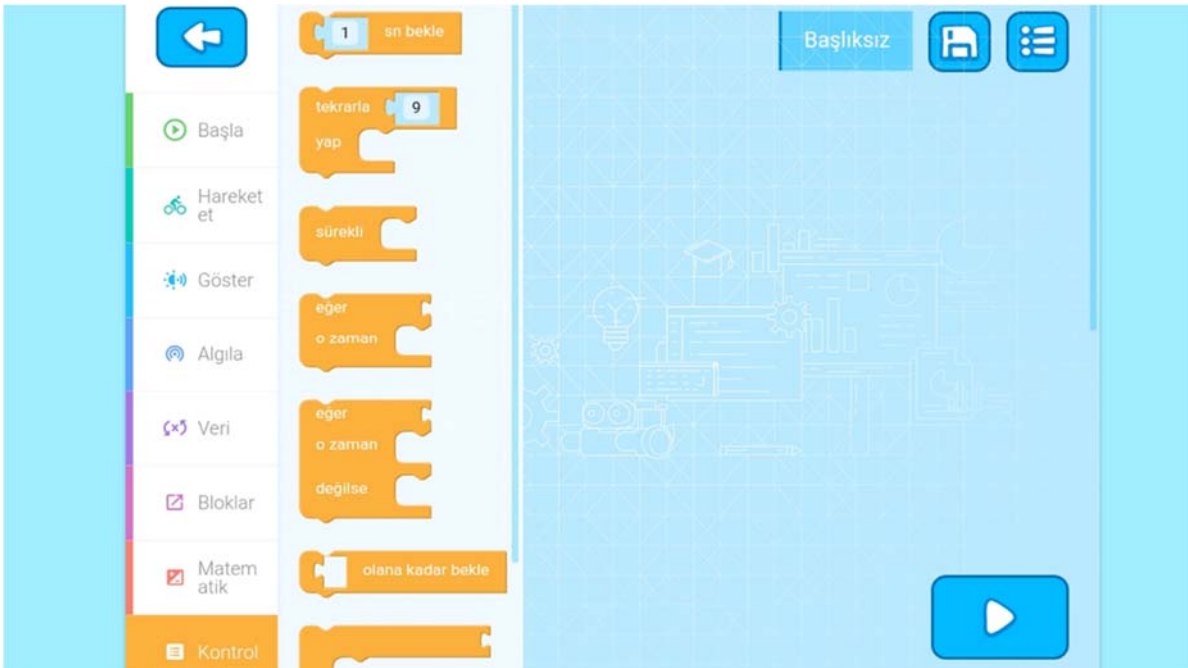 1 sn bekle
Başlıksız
tekrarla 9
yap
Başla
Hareket
et
sürekli
Göster
eğer
o zaman
Algıla
eğer
o zaman
değilse
Veri
Bloklar
Matem
atik
olana kadar bekle
Kontrol